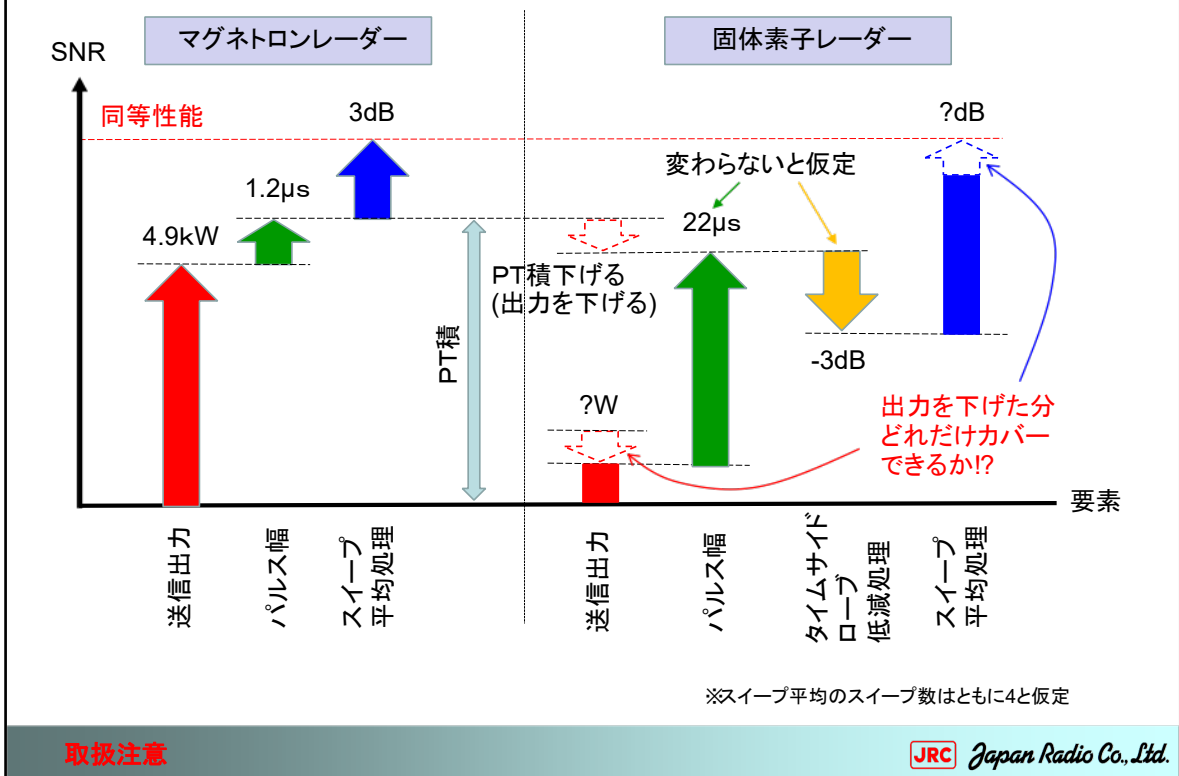 マグネトロンレーダー
固体素子レーダー
SNR
同等性能
3dB
?dB
変わらないと仮定
1.2μs
22μs
4.9kW
PT積下げる
(出力を下げる)
PT積
-3dB
?W
出力を下げた分
どれだけカバー
できるか!?
要素
送信出力
パルス幅
スイープ
平均処理
送信出力
パルス幅
タイムサイド
ローブ
低減処理
スイープ
平均処理
※スイープ平均のスイープ数はともに4と仮定
取扱注意
JRC Japan Radio Co., Ltd.